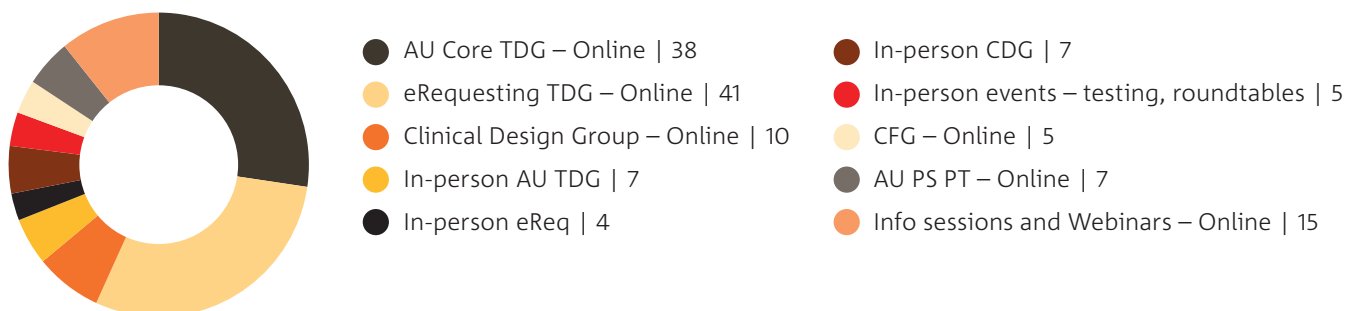 AU Core TDG – Online | 38
eRequesting TDG – Online | 41
Clinical Design Group – Online | 10
In-person AU TDG | 7
In-person eReq | 4
In-person CDG | 7
In-person events – testing, roundtables | 5
CFG – Online | 5
AU PS PT – Online | 7
Info sessions and Webinars – Online | 15